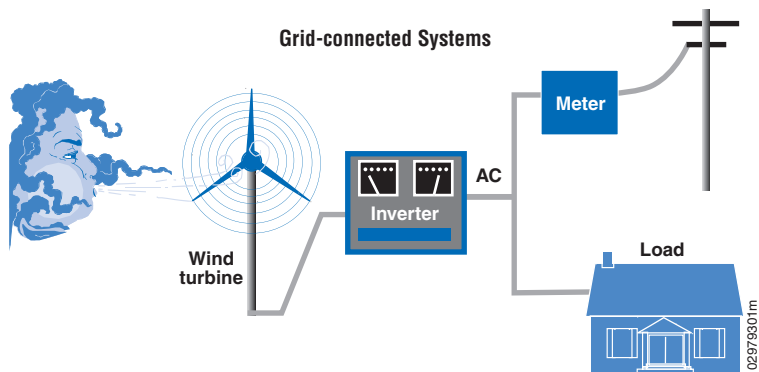 Grid-connected Systems
Meter
AC
Inverter
Wind
turbine
Load
02979301m